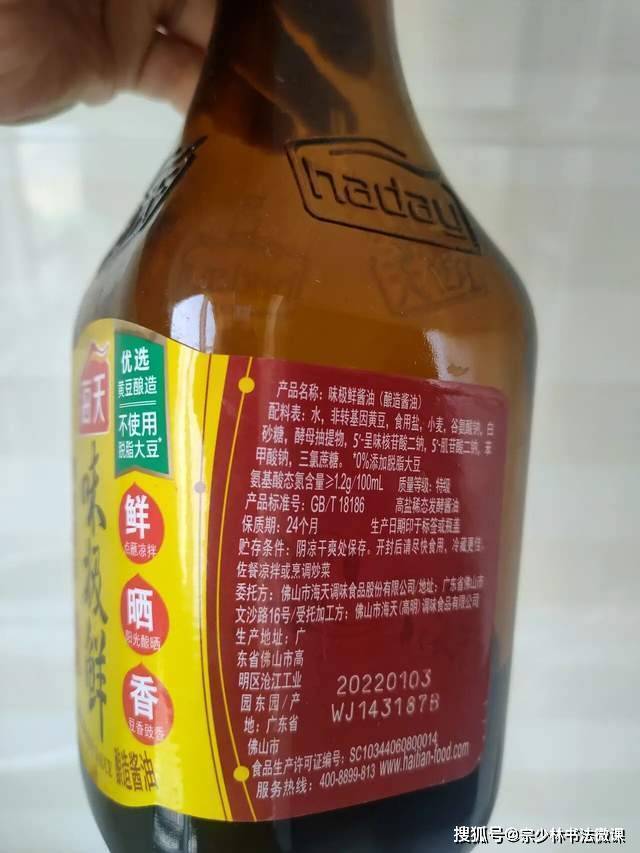 haday
海天
优选
黄豆酿造
不使用
脱脂大豆*
味极鲜
鲜
点蘸凉拌
晒
阳光酿晒
香
豉香
酿造酱油
产品名称：味极鲜酱油（酿造酱油）
配料表：水，非转基因黄豆，食用盐，小麦，谷氨酸钠，白
砂糖，酵母抽提物，5′-呈味核苷酸二钠，5′-肌苷酸二钠，苯
甲酸钠，三氯蔗糖。*0%添加脱脂大豆
氨基酸态氮含量≥1.2g/100mL 质量等级：特级
产品标准号：GB/T 18186 高盐稀态发酵酱油
保质期：24个月 生产日期印于标签或瓶盖
贮存条件：阴凉干爽处保存。开封后请尽快食用，冷藏更佳。
佐餐凉拌或烹调炒菜
委托方：佛山市海天调味食品股份有限公司/地址：广东省佛山市
文沙路16号/受托加工方：佛山市海天（高明）调味食品有限公司
生产地址：广
东省佛山市高
明区沧江工业
园东园/产
地：广东省
佛山市
20220103
WJ143187B
食品生产许可证编号：SC10344060800014
服务热线：400-8899-813 www.haitian-food.com
搜狐号@宗少林书法微课